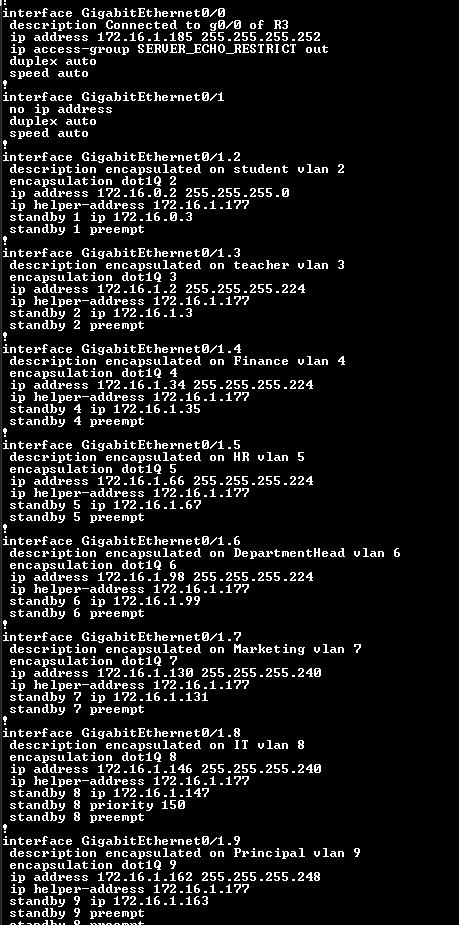 !
interface GigabitEthernet0/0
description Connected to g0/0 of R3
ip address 172.16.1.185 255.255.255.252
ip access-group SERVER_ECHO_RESTRICT out
duplex auto
speed auto
!
interface GigabitEthernet0/1
no ip address
duplex auto
speed auto
!
interface GigabitEthernet0/1.2
description encapsulated on student vlan 2
encapsulation dot1Q 2
ip address 172.16.0.2 255.255.255.0
ip helper-address 172.16.1.177
standby 1 ip 172.16.0.3
standby 1 preempt
!
interface GigabitEthernet0/1.3
description encapsulated on teacher vlan 3
encapsulation dot1Q 3
ip address 172.16.1.2 255.255.255.224
ip helper-address 172.16.1.177
standby 2 ip 172.16.1.3
standby 2 preempt
!
interface GigabitEthernet0/1.4
description encapsulated on Finance vlan 4
encapsulation dot1Q 4
ip address 172.16.1.34 255.255.255.224
ip helper-address 172.16.1.177
standby 4 ip 172.16.1.35
standby 4 preempt
!
interface GigabitEthernet0/1.5
description encapsulated on HR vlan 5
encapsulation dot1Q 5
ip address 172.16.1.66 255.255.255.224
ip helper-address 172.16.1.177
standby 5 ip 172.16.1.67
standby 5 preempt
!
interface GigabitEthernet0/1.6
description encapsulated on DepartmentHead vlan 6
encapsulation dot1Q 6
ip address 172.16.1.98 255.255.255.224
ip helper-address 172.16.1.177
standby 6 ip 172.16.1.99
standby 6 preempt
!
interface GigabitEthernet0/1.7
description encapsulated on Marketing vlan 7
encapsulation dot1Q 7
ip address 172.16.1.130 255.255.255.240
ip helper-address 172.16.1.177
standby 7 ip 172.16.1.131
standby 7 preempt
!
interface GigabitEthernet0/1.8
description encapsulated on IT vlan 8
encapsulation dot1Q 8
ip address 172.16.1.146 255.255.255.240
ip helper-address 172.16.1.177
standby 8 ip 172.16.1.147
standby 8 priority 150
standby 8 preempt
!
interface GigabitEthernet0/1.9
description encapsulated on Principal vlan 9
encapsulation dot1Q 9
ip address 172.16.1.162 255.255.255.248
ip helper-address 172.16.1.177
standby 9 ip 172.16.1.163
standby 9 preempt